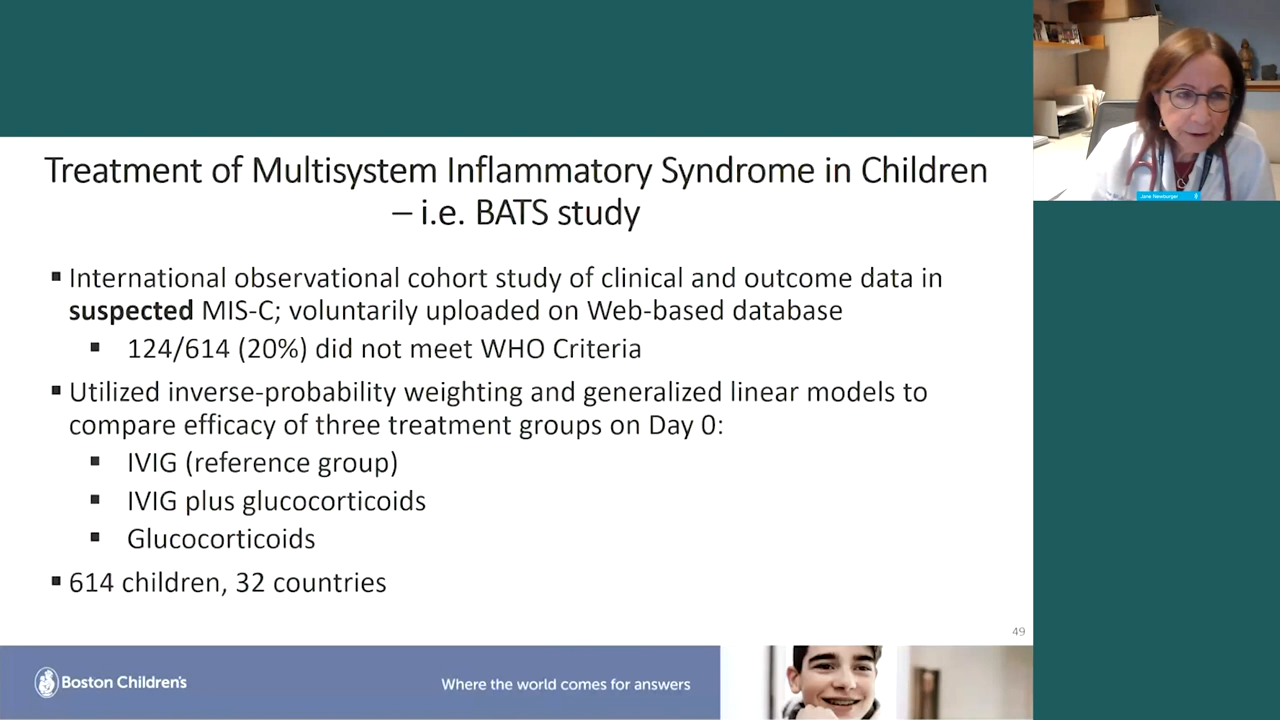 Treatment of Multisystem Inflammatory Syndrome in Children
– i.e. BATS study
▪ International observational cohort study of clinical and outcome data in
suspected MIS-C; voluntarily uploaded on Web-based database
▪ 124/614 (20%) did not meet WHO Criteria
▪ Utilized inverse-probability weighting and generalized linear models to
compare efficacy of three treatment groups on Day 0:
▪ IVIG (reference group)
▪ IVIG plus glucocorticoids
▪ Glucocorticoids
▪ 614 children, 32 countries
49
Boston Children's
Where the world comes for answers
Jane Newburger